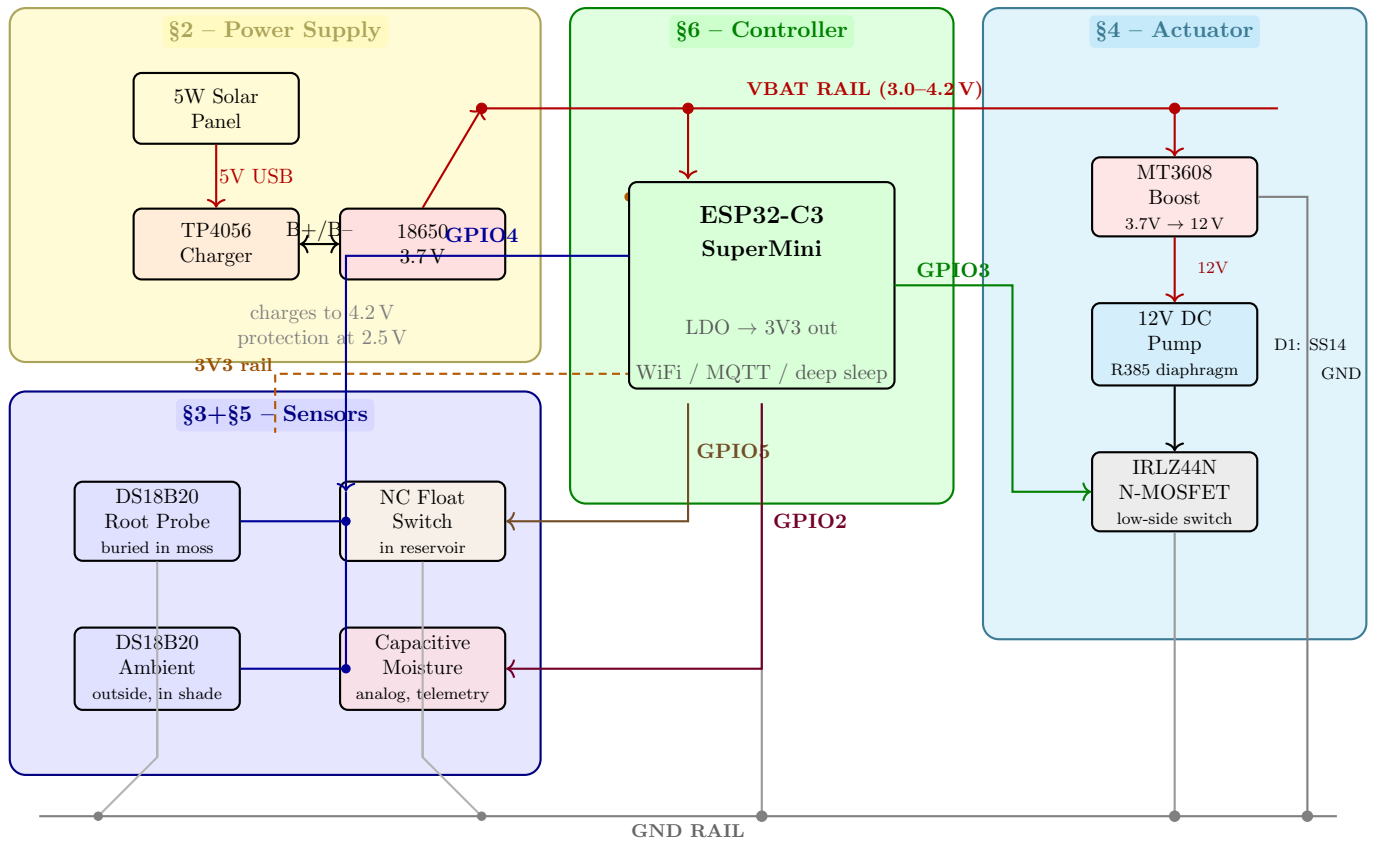 §2 – Power Supply
5W Solar
Panel
5V USB
TP4056
Charger
B+/B–
18650
3.7 V
charges to 4.2 V
protection at 2.5 V
§6 – Controller
VBAT RAIL (3.0–4.2 V)
ESP32-C3
SuperMini
LDO → 3V3 out
WiFi / MQTT / deep sleep
GPIO4
GPIO3
GPIO5
GPIO2
3V3 rail
§4 – Actuator
MT3608
Boost
3.7V → 12 V
12V
12V DC
Pump
R385 diaphragm
D1: SS14
GND
IRLZ44N
N-MOSFET
low-side switch
§3+§5 – Sensors
DS18B20
Root Probe
buried in moss
NC Float
Switch
in reservoir
DS18B20
Ambient
outside, in shade
Capacitive
Moisture
analog, telemetry
GND RAIL